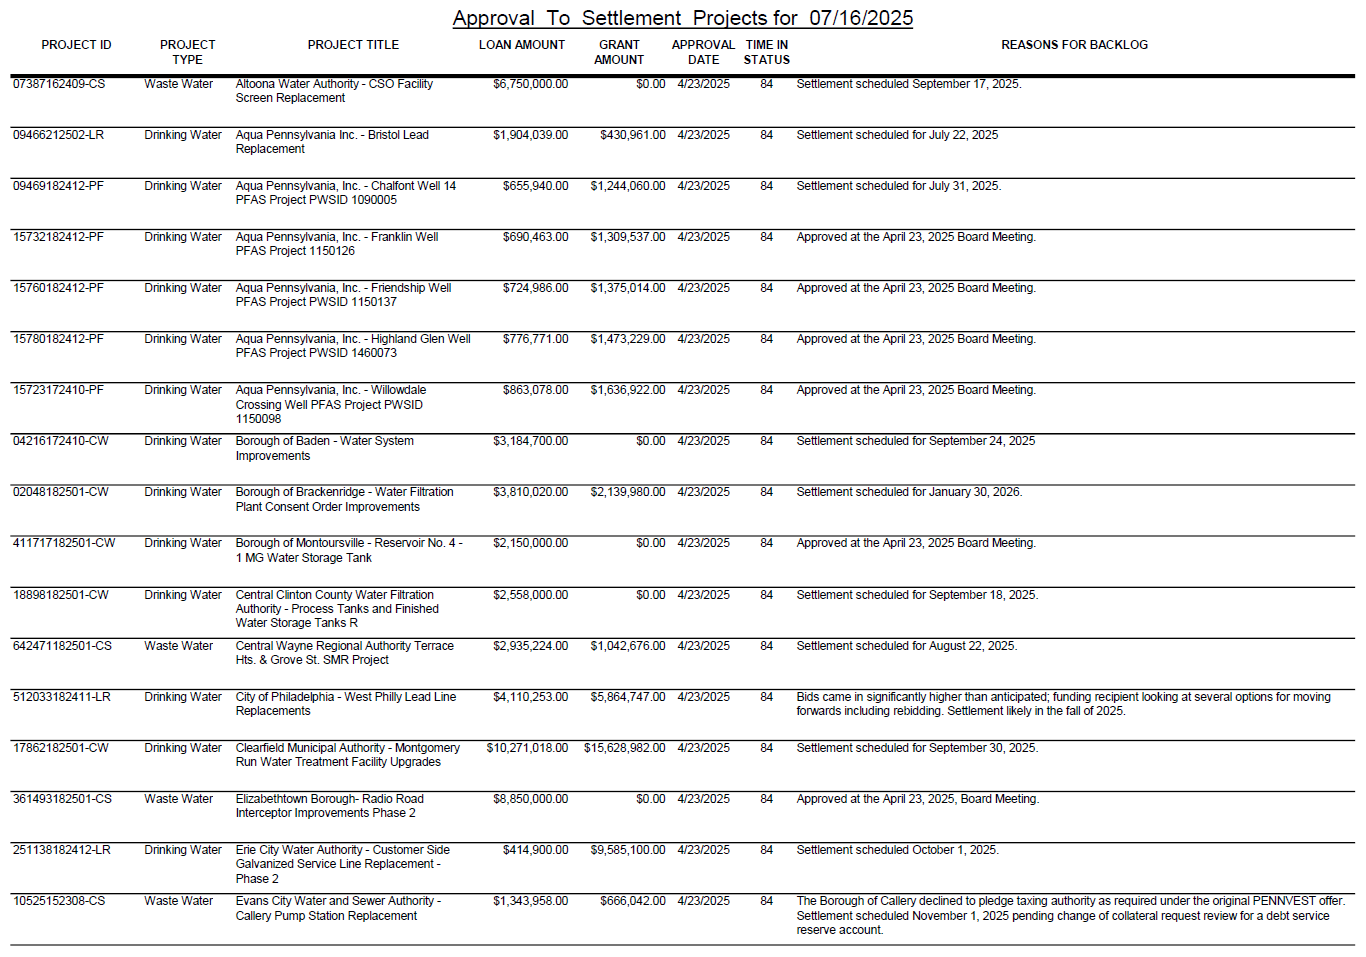 Approval To Settlement Projects for 07/16/2025
PROJECT ID PROJECT TYPE PROJECT TITLE LOAN AMOUNT GRANT AMOUNT APPROVAL DATE TIME IN STATUS REASONS FOR BACKLOG
07387162409-CS Waste Water Altoona Water Authority - CSO Facility $6,750,000.00 $0.00 4/23/2025 84 Settlement scheduled September 17, 2025.
Screen Replacement
09466212502-LR Drinking Water Aqua Pennsylvania Inc. - Bristol Lead $1,904,039.00 $430,961.00 4/23/2025 84 Settlement scheduled for July 22, 2025
Replacement
09469182412-PF Drinking Water Aqua Pennsylvania, Inc. - Chalfont Well 14 $655,940.00 $1,244,060.00 4/23/2025 84 Settlement scheduled for July 31, 2025.
PFAS Project PWSID 1090005
15732182412-PF Drinking Water Aqua Pennsylvania, Inc. - Franklin Well $690,463.00 $1,309,537.00 4/23/2025 84 Approved at the April 23, 2025 Board Meeting.
PFAS Project 1150126
15760182412-PF Drinking Water Aqua Pennsylvania, Inc. - Friendship Well $724,986.00 $1,375,014.00 4/23/2025 84 Approved at the April 23, 2025 Board Meeting.
PFAS Project PWSID 1150137
15780182412-PF Drinking Water Aqua Pennsylvania, Inc. - Highland Glen Well $776,771.00 $1,473,229.00 4/23/2025 84 Approved at the April 23, 2025 Board Meeting.
PFAS Project PWSID 1460073
15723172410-PF Drinking Water Aqua Pennsylvania, Inc. - Willowdale $863,078.00 $1,636,922.00 4/23/2025 84 Approved at the April 23, 2025 Board Meeting.
Crossing Well PFAS Project PWSID
1150098
04216172410-CW Drinking Water Borough of Baden - Water System $3,184,700.00 $0.00 4/23/2025 84 Settlement scheduled for September 24, 2025
Improvements
02048182501-CW Drinking Water Borough of Brackenridge - Water Filtration $3,810,020.00 $2,139,980.00 4/23/2025 84 Settlement scheduled for January 30, 2026.
Plant Consent Order Improvements
411717182501-CW Drinking Water Borough of Montoursville - Reservoir No. 4 - $2,150,000.00 $0.00 4/23/2025 84 Approved at the April 23, 2025 Board Meeting.
1 MG Water Storage Tank
18898182501-CW Drinking Water Central Clinton County Water Filtration $2,558,000.00 $0.00 4/23/2025 84 Settlement scheduled for September 18, 2025.
Authority - Process Tanks and Finished
Water Storage Tanks R
642471182501-CS Waste Water Central Wayne Regional Authority Terrace $2,935,224.00 $1,042,676.00 4/23/2025 84 Settlement scheduled for August 22, 2025.
Hts. & Grove St. SMR Project
512033182411-LR Drinking Water City of Philadelphia - West Philly Lead Line $4,110,253.00 $5,864,747.00 4/23/2025 84 Bids came in significantly higher than anticipated; funding recipient looking at several options for moving
Replacements forwards including rebidding. Settlement likely in the fall of 2025.
17862182501-CW Drinking Water Clearfield Municipal Authority - Montgomery $10,271,018.00 $15,628,982.00 4/23/2025 84 Settlement scheduled for September 30, 2025.
Run Water Treatment Facility Upgrades
361493182501-CS Waste Water Elizabethtown Borough- Radio Road $8,850,000.00 $0.00 4/23/2025 84 Approved at the April 23, 2025, Board Meeting.
Interceptor Improvements Phase 2
251138182412-LR Drinking Water Erie City Water Authority - Customer Side $414,900.00 $9,585,100.00 4/23/2025 84 Settlement scheduled October 1, 2025.
Galvanized Service Line Replacement -
Phase 2
10525152308-CS Waste Water Evans City Water and Sewer Authority - $1,343,958.00 $666,042.00 4/23/2025 84 The Borough of Callery declined to pledge taxing authority as required under the original PENNVEST offer.
Callery Pump Station Replacement Settlement scheduled November 1, 2025 pending change of collateral request review for a debt service
reserve account.